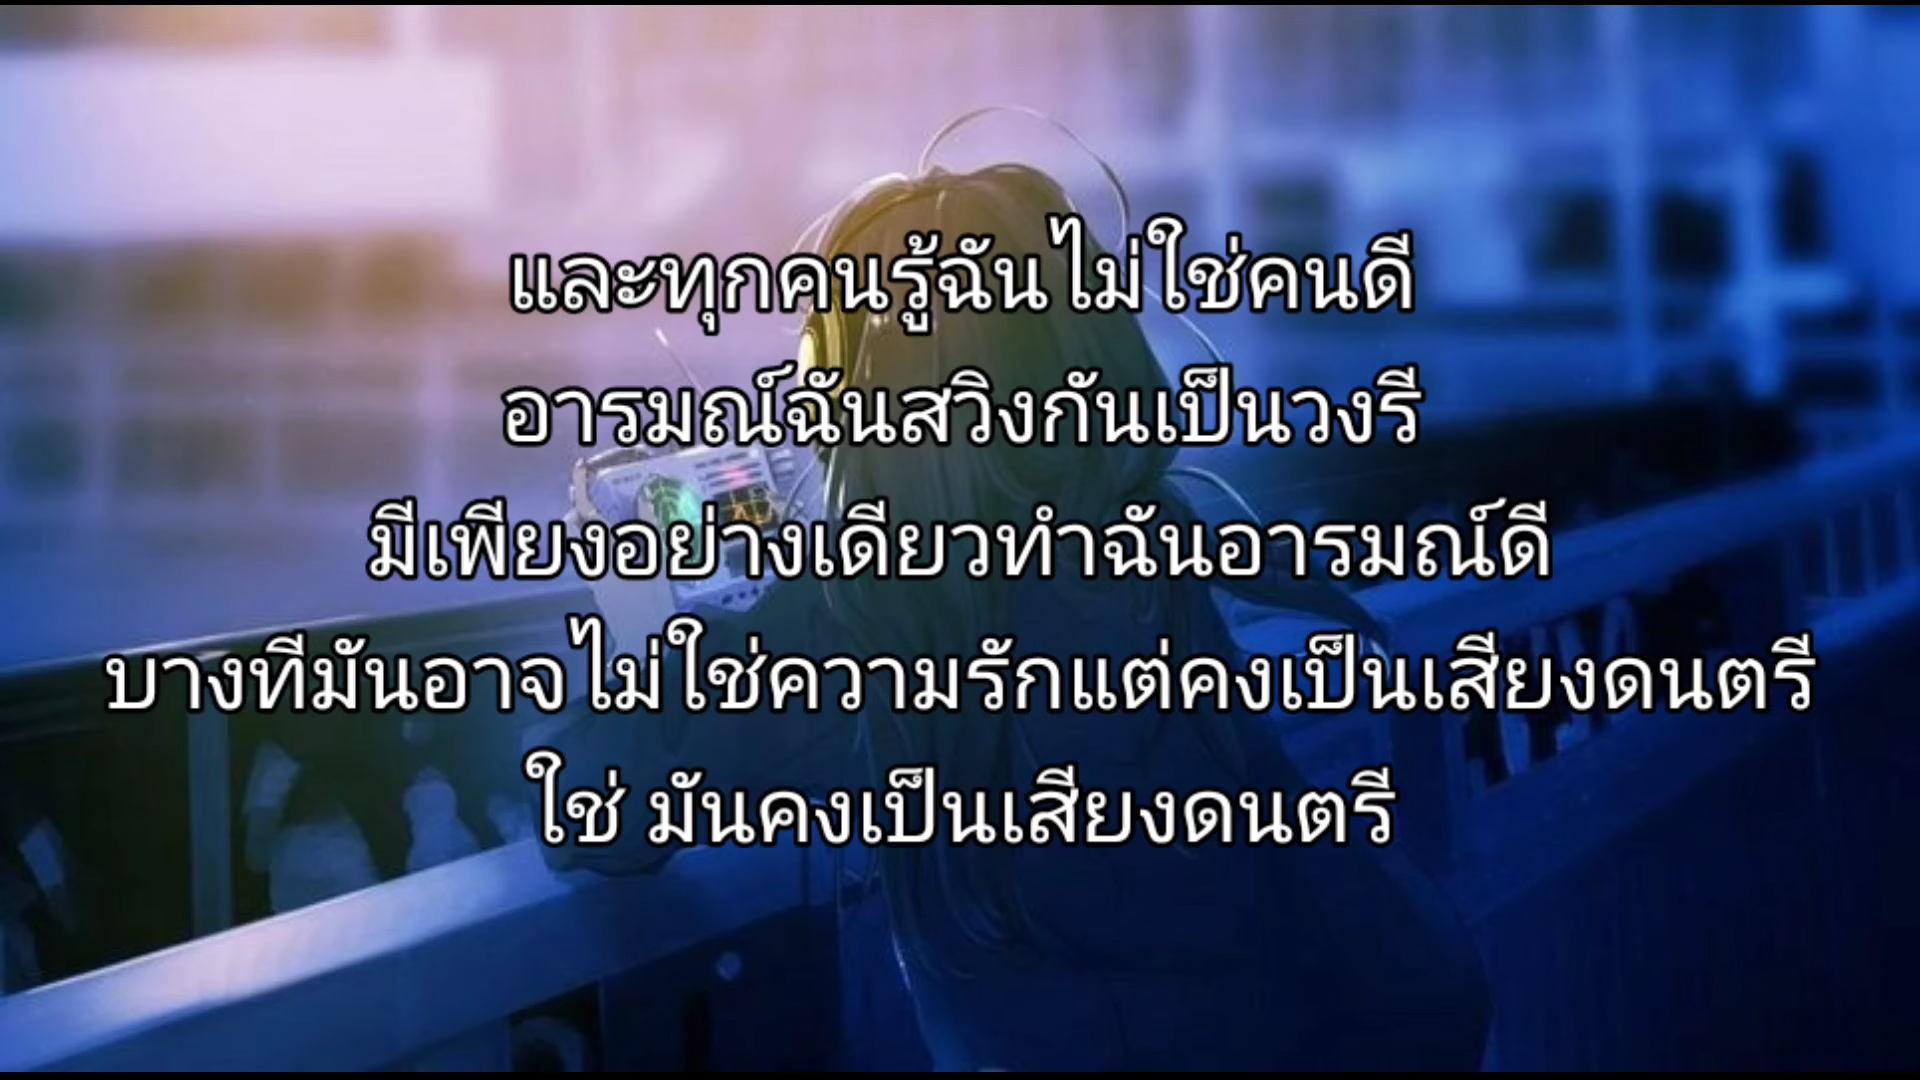 และทุกคนรู้ฉันไม่ใช่คนดี
อารมณ์ฉันสวิงกันเป็นวงรี
มีเพียงอย่างเดียวทำฉันอารมณ์ดี
บางทีมันอาจไม่ใช่ความรักแต่คงเป็นเสียงดนตรี
ใช่ มันคงเป็นเสียงดนตรี